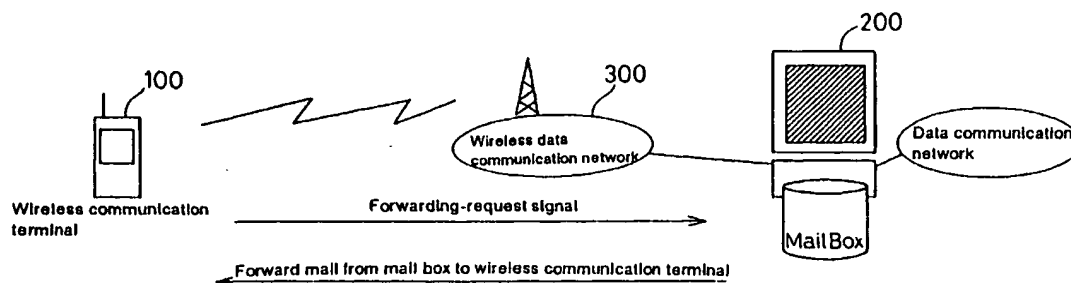 200
100
300
Wireless data
communication network
Data communication
network
Wireless communication
terminal
Forwarding-request signal
Mail Box
Forward mail from mail box to wireless communication terminal